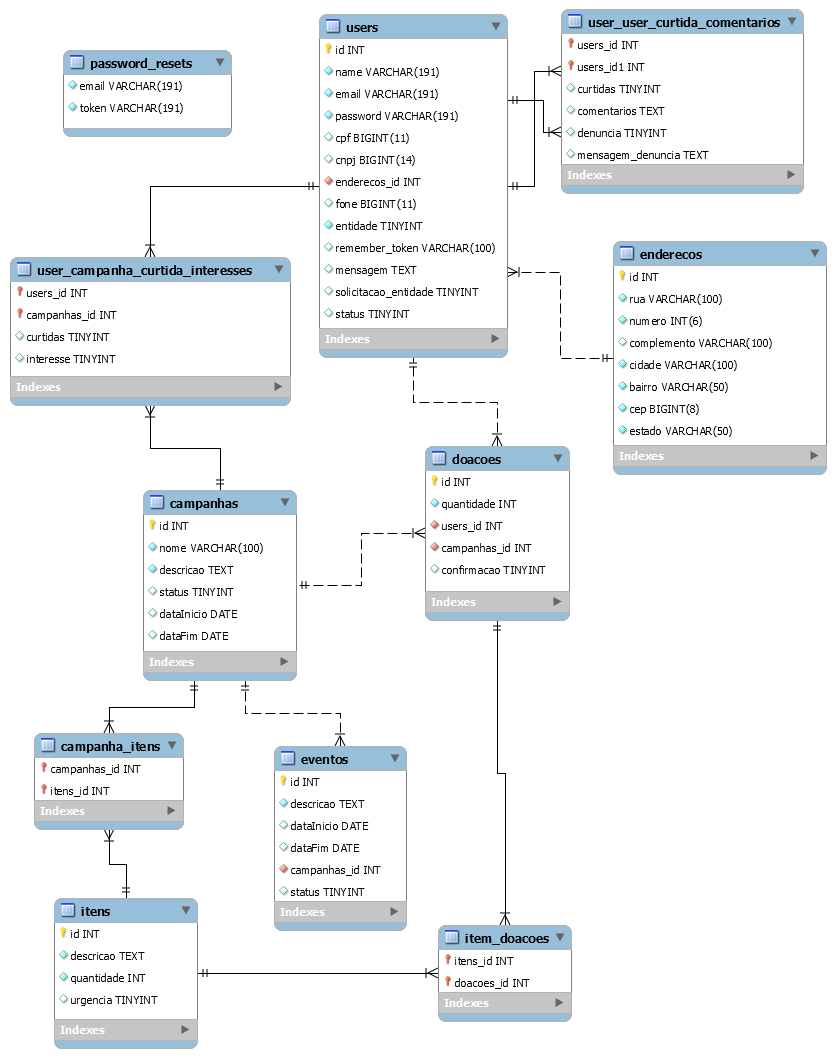 password_resets
email VARCHAR(191)
token VARCHAR(191)
users
id INT
name VARCHAR(191)
email VARCHAR(191)
password VARCHAR(191)
cpf BIGINT(11)
cnpj BIGINT(14)
enderecos_id INT
fone BIGINT(11)
entidade TINYINT
remember_token VARCHAR(100)
mensagem TEXT
solicitacao_entidade TINYINT
status TINYINT
Indexes
user_user_curtida_comentarios
users_id INT
users_id1 INT
curtidas TINYINT
comentarios TEXT
denuncia TINYINT
mensagem_denuncia TEXT
Indexes
user_campanha_curtida_interesses
users_id INT
campanhas_id INT
curtidas TINYINT
interesse TINYINT
Indexes
enderecos
id INT
rua VARCHAR(100)
numero INT(6)
complemento VARCHAR(100)
cidade VARCHAR(100)
bairro VARCHAR(50)
cep BIGINT(8)
estado VARCHAR(50)
Indexes
doacoes
id INT
quantidade INT
users_id INT
campanhas_id INT
confirmacao TINYINT
Indexes
campanhas
id INT
nome VARCHAR(100)
descricao TEXT
status TINYINT
dataInicio DATE
dataFim DATE
Indexes
campanha_itens
campanhas_id INT
itens_id INT
Indexes
eventos
id INT
descricao TEXT
dataInicio DATE
dataFim DATE
campanhas_id INT
status TINYINT
Indexes
itens
id INT
descricao TEXT
quantidade INT
urgencia TINYINT
Indexes
item_doacoes
itens_id INT
doacoes_id INT
Indexes